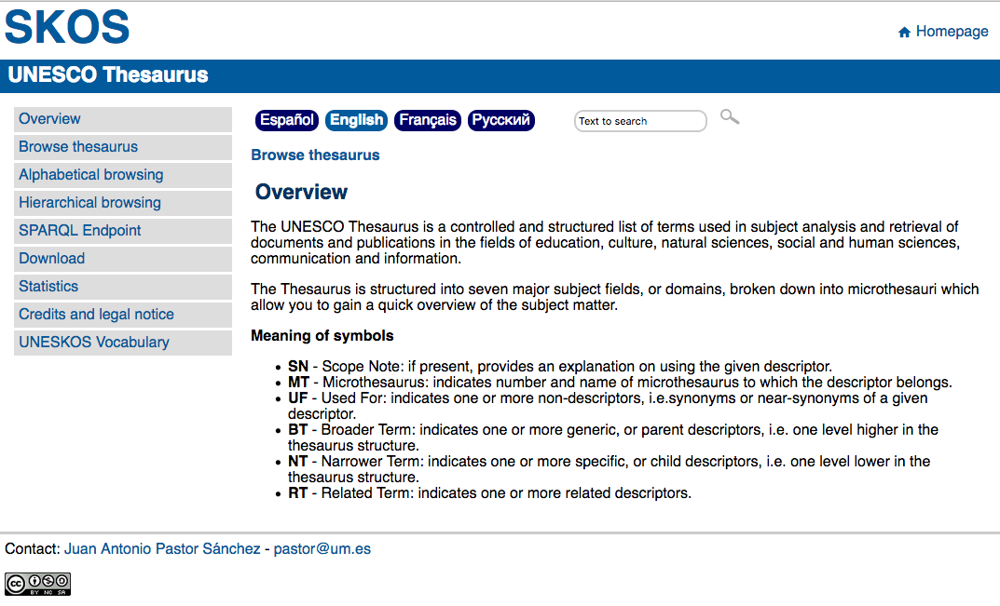 SKOS
Homepage
UNESCO Thesaurus
Overview
Browse thesaurus
Alphabetical browsing
Hierarchical browsing
SPARQL Endpoint
Download
Statistics
Credits and legal notice
UNESKOS Vocabulary
Español English Français Русский
Text to search
Browse thesaurus
Overview
The UNESCO Thesaurus is a controlled and structured list of terms used in subject analysis and retrieval of
documents and publications in the fields of education, culture, natural sciences, social and human sciences,
communication and information.
The Thesaurus is structured into seven major subject fields, or domains, broken down into microthesauri which
allow you to gain a quick overview of the subject matter.
Meaning of symbols
• SN - Scope Note: if present, provides an explanation on using the given descriptor.
• MT - Microthesaurus: indicates number and name of microthesaurus to which the descriptor belongs.
• UF - Used For: indicates one or more non-descriptors, i.e.synonyms or near-synonyms of a given
descriptor.
• BT - Broader Term: indicates one or more generic, or parent descriptors, i.e. one level higher in the
thesaurus structure.
• NT - Narrower Term: indicates one or more specific, or child descriptors, i.e. one level lower in the
thesaurus structure.
• RT - Related Term: indicates one or more related descriptors.
Contact: Juan Antonio Pastor Sánchez - pastor@um.es
cc BY NC SA